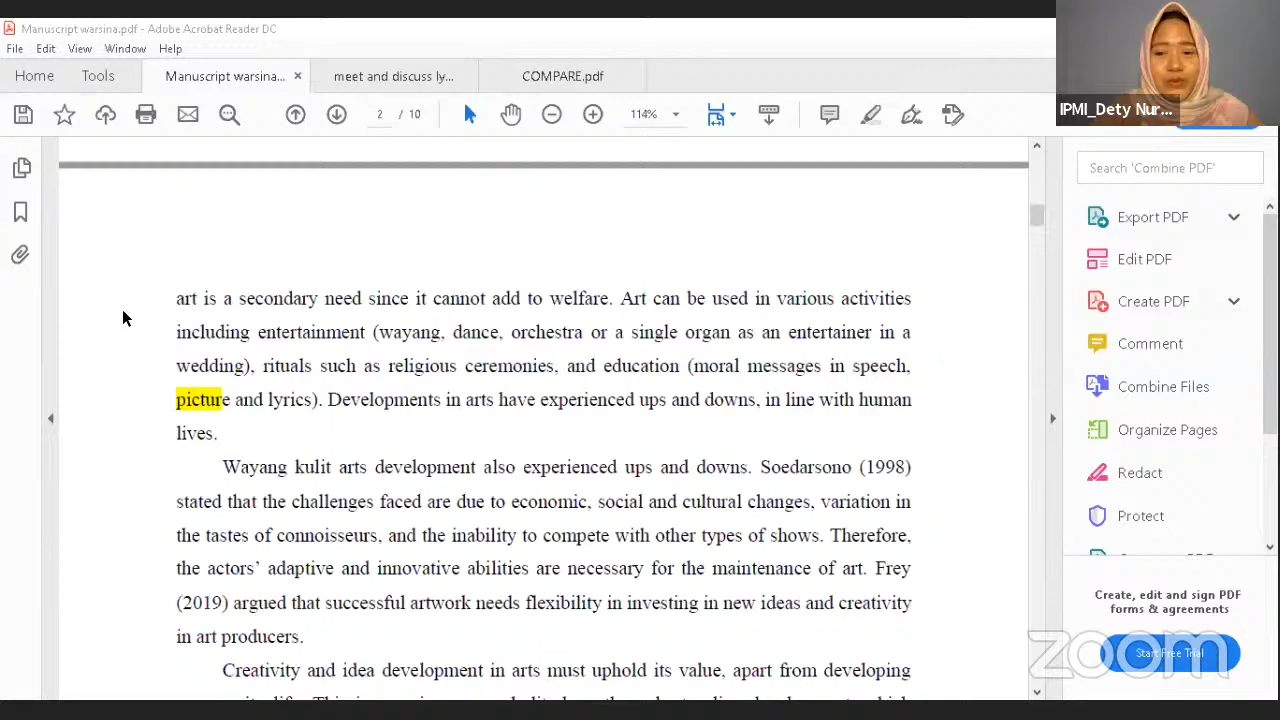 Manuscript warsina.pdf - Adobe Acrobat Reader DC
File Edit View Window Help
Home Tools Manuscript warsina... × meet and discuss ly... COMPARE.pdf
2 / 10 114%
IPMI_Dety Nur...
Search 'Combine PDF'
Export PDF
Edit PDF
Create PDF
Comment
Combine Files
Organize Pages
Redact
Protect
Create, edit and sign PDF
forms & agreements
Start Free Trial
zoom
art is a secondary need since it cannot add to welfare. Art can be used in various activities
including entertainment (wayang, dance, orchestra or a single organ as an entertainer in a
wedding), rituals such as religious ceremonies, and education (moral messages in speech,
picture and lyrics). Developments in arts have experienced ups and downs, in line with human
lives.
Wayang kulit arts development also experienced ups and downs. Soedarsono (1998)
stated that the challenges faced are due to economic, social and cultural changes, variation in
the tastes of connoisseurs, and the inability to compete with other types of shows. Therefore,
the actors’ adaptive and innovative abilities are necessary for the maintenance of art. Frey
(2019) argued that successful artwork needs flexibility in investing in new ideas and creativity
in art producers.
Creativity and idea development in arts must uphold its value, apart from developing